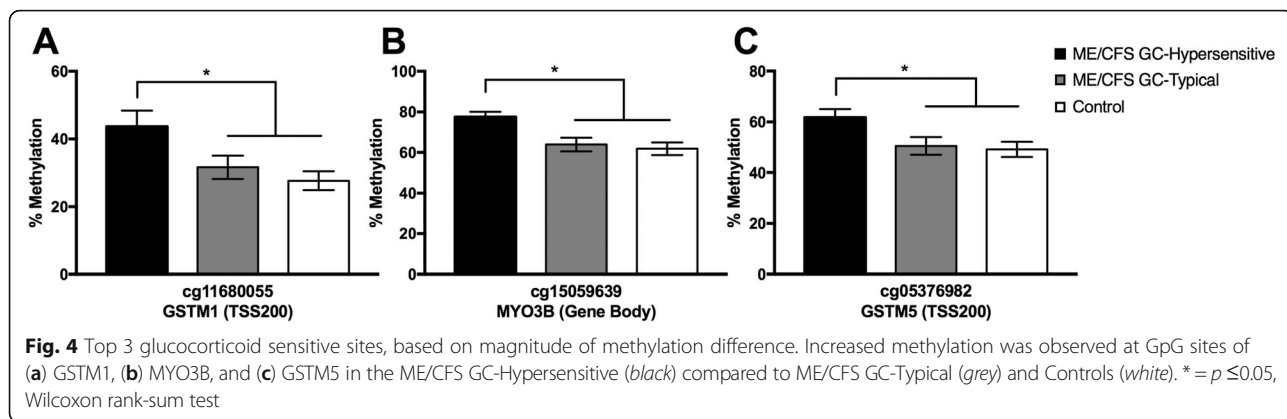 A
B
C
*
*
*
ME/CFS GC-Hypersensitive
ME/CFS GC-Typical
Control
% Methylation
60
40
20
0
cg11680055
GSTM1 (TSS200)
% Methylation
100
80
60
40
20
0
cg15059639
MYO3B (Gene Body)
% Methylation
80
60
40
20
0
cg05376982
GSTM5 (TSS200)
Fig. 4 Top 3 glucocorticoid sensitive sites, based on magnitude of methylation difference. Increased methylation was observed at GpG sites of
(a) GSTM1, (b) MYO3B, and (c) GSTM5 in the ME/CFS GC-Hypersensitive (black) compared to ME/CFS GC-Typical (grey) and Controls (white). * = p ≤0.05,
Wilcoxon rank-sum test